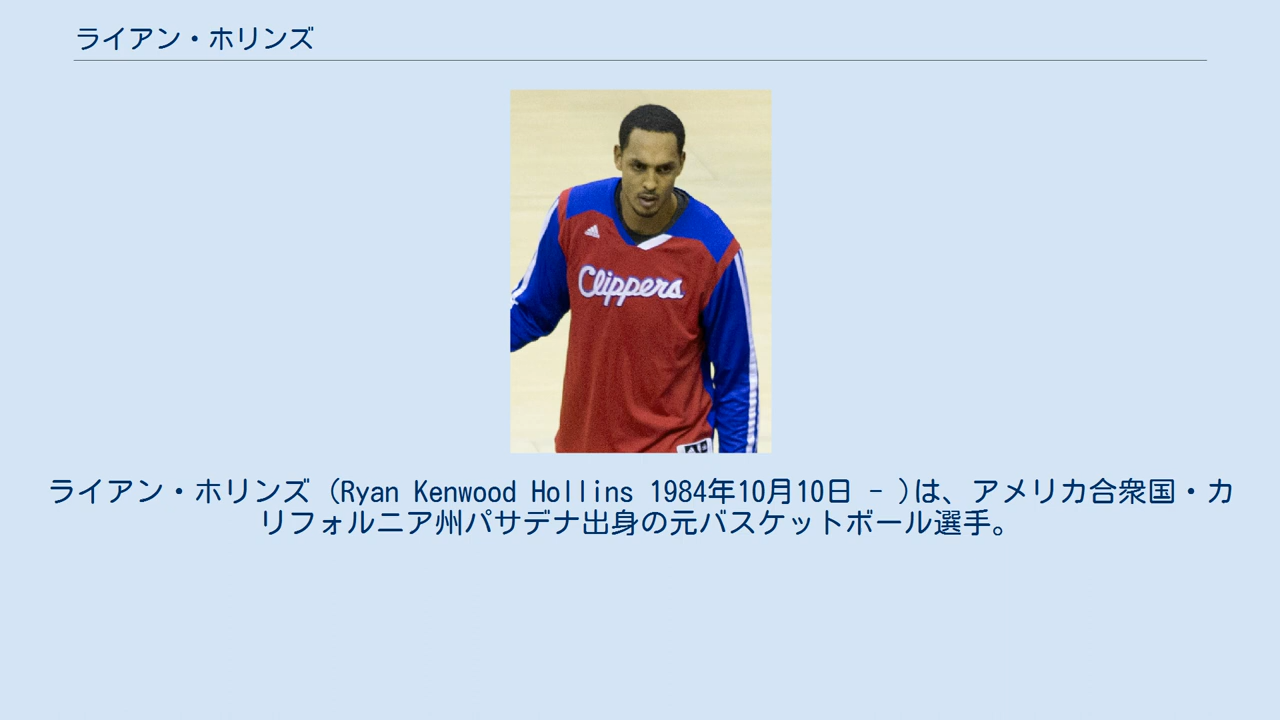 ライアン・ホリンズ
Clippers
ライアン・ホリンズ（Ryan Kenwood Hollins 1984年10月10日 - )は、アメリカ合衆国・カ
リフォルニア州パサデナ出身の元バスケットボール選手。